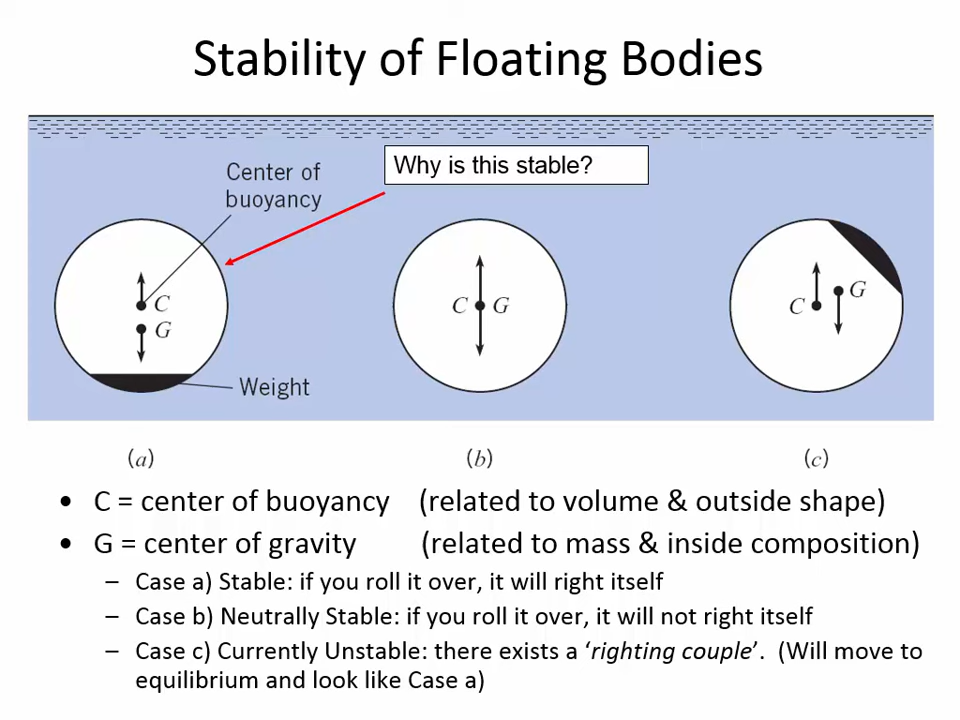 Stability of Floating Bodies
Why is this stable?
Center of
buoyancy
C
G
C G
C
G
Weight
(a)
(b)
(c)
• C = center of buoyancy (related to volume & outside shape)
• G = center of gravity (related to mass & inside composition)
– Case a) Stable: if you roll it over, it will right itself
– Case b) Neutrally Stable: if you roll it over, it will not right itself
– Case c) Currently Unstable: there exists a ‘righting couple’. (Will move to
equilibrium and look like Case a)